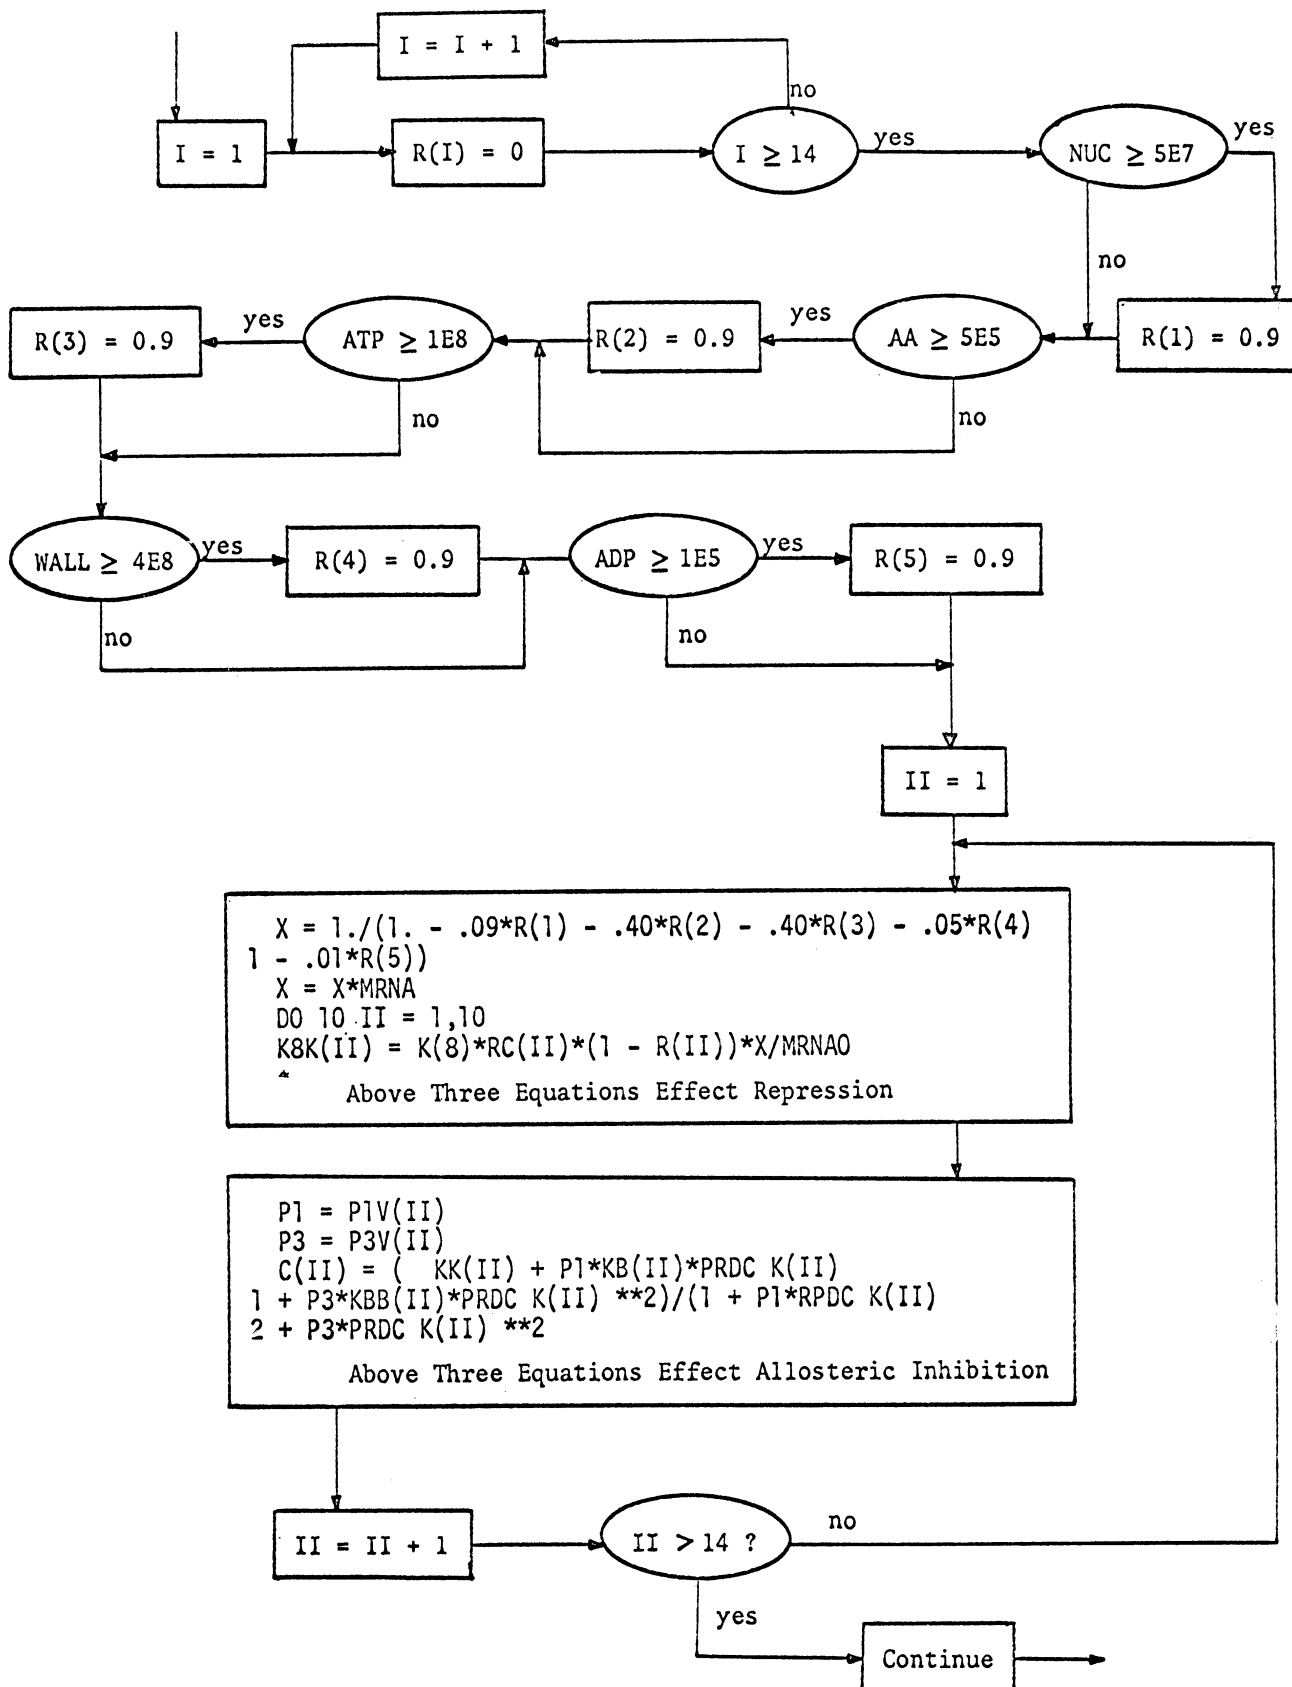 I = I + 1
no
I = 1
R(I) = 0
I ≥ 14
yes
NUC ≥ 5E7
yes
no
R(3) = 0.9
yes
ATP ≥ 1E8
R(2) = 0.9
yes
AA ≥ 5E5
R(1) = 0.9
no
no
WALL ≥ 4E8
yes
R(4) = 0.9
ADP ≥ 1E5
yes
R(5) = 0.9
no
no
II = 1
X = 1./(1. - .09*R(1) - .40*R(2) - .40*R(3) - .05*R(4)
1 - .01*R(5))
X = X*MRNA
DO 10 II = 1,10
K8K(II) = K(8)*RC(II)*(1 - R(II))*X/MRNAO
Above Three Equations Effect Repression
P1 = P1V(II)
P3 = P3V(II)
C(II) = ( KK(II) + P1*KB(II)*PRDC K(II)
1 + P3*KBB(II)*PRDC K(II) **2)/(1 + P1*RPDC K(II)
2 + P3*PRDC K(II) **2
Above Three Equations Effect Allosteric Inhibition
II = II + 1
II > 14 ?
no
yes
Continue